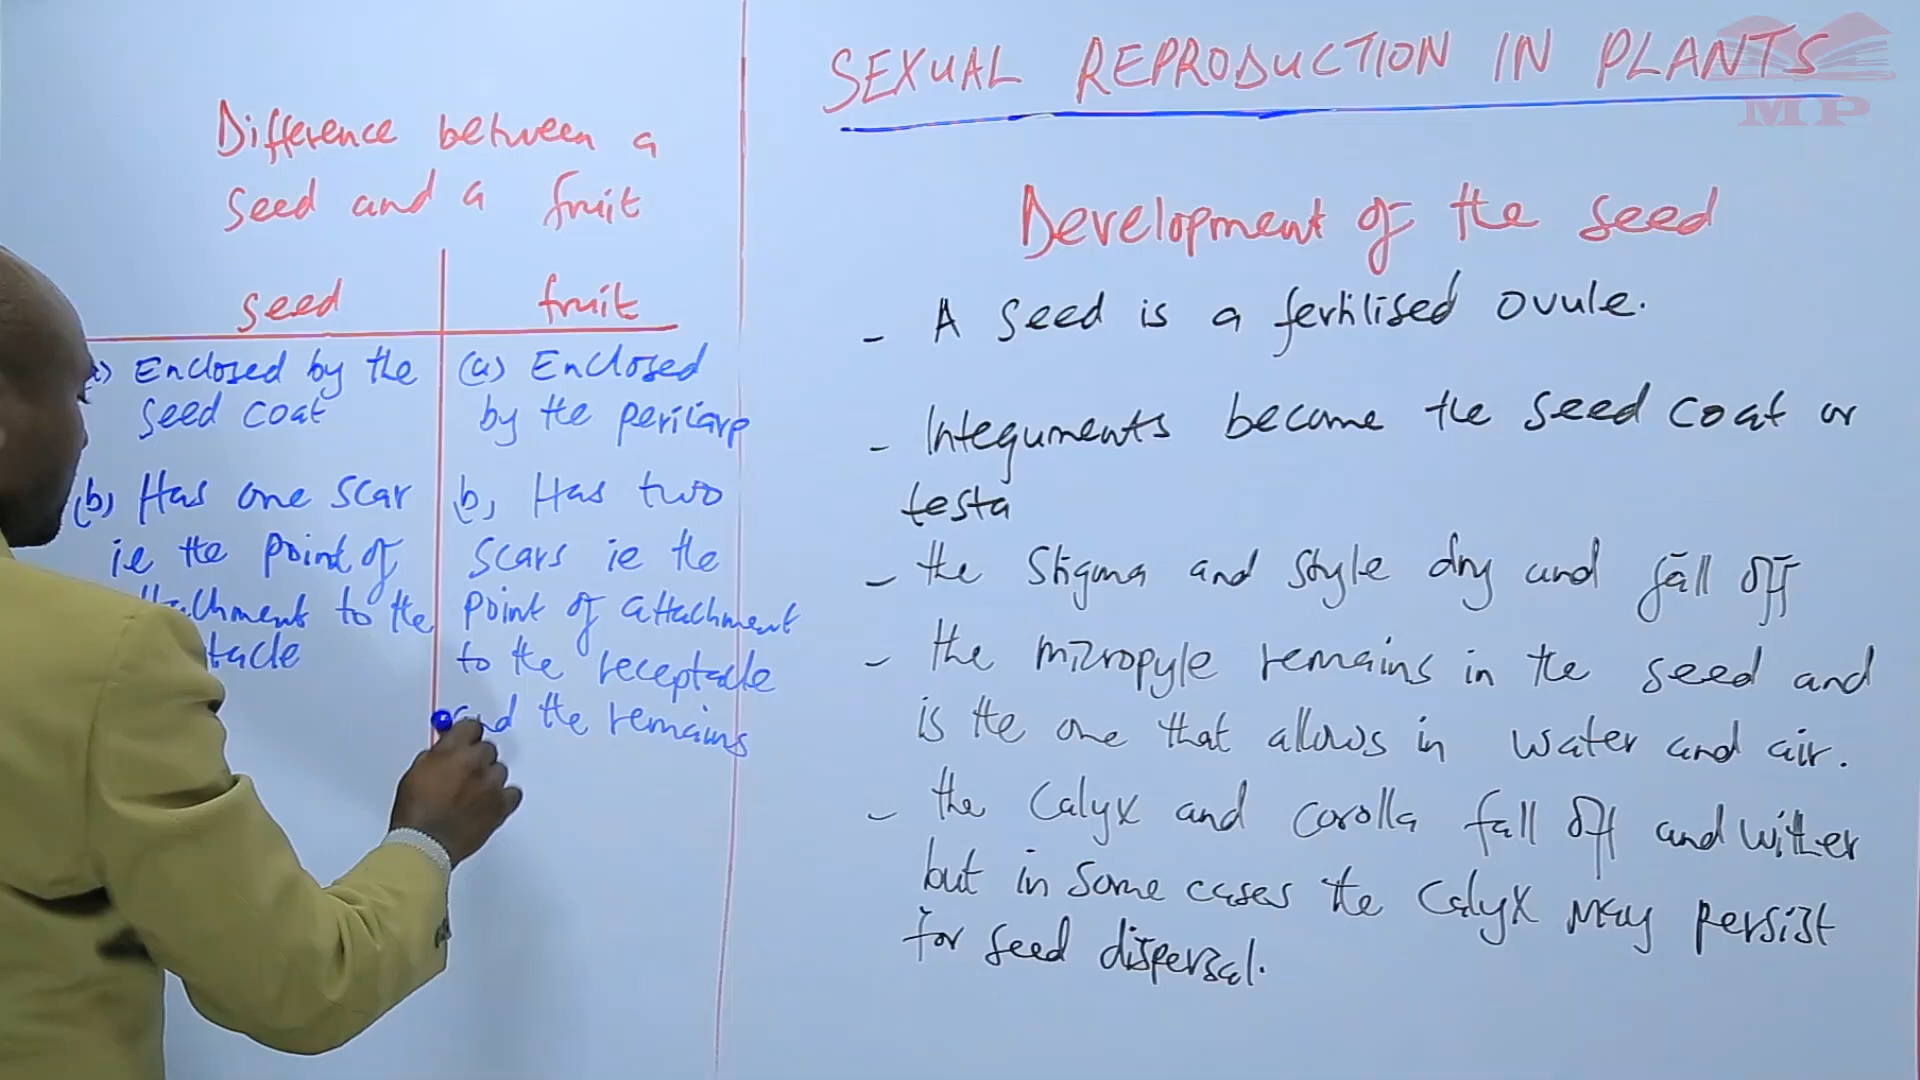 SEXUAL REPRODUCTION IN PLANTS
MP
Difference between a
seed and a fruit
seed
fruit
Enclosed by the
seed coat
(b) Has one scar
ie the point of
to the
(a) Enclosed
by the pericarp
b, Has two
scars ie the
point of attachment
to the receptacle
and the remains
Development of the seed
- A seed is a fertilised ovule.
- Integuments become the seed coat or
testa
- the stigma and style dry and fall off
- the micropyle remains in the seed and
is the one that allows in water and air.
- the calyx and corolla fall off and wither
but in some cases the calyx may persist
for seed dispersal.